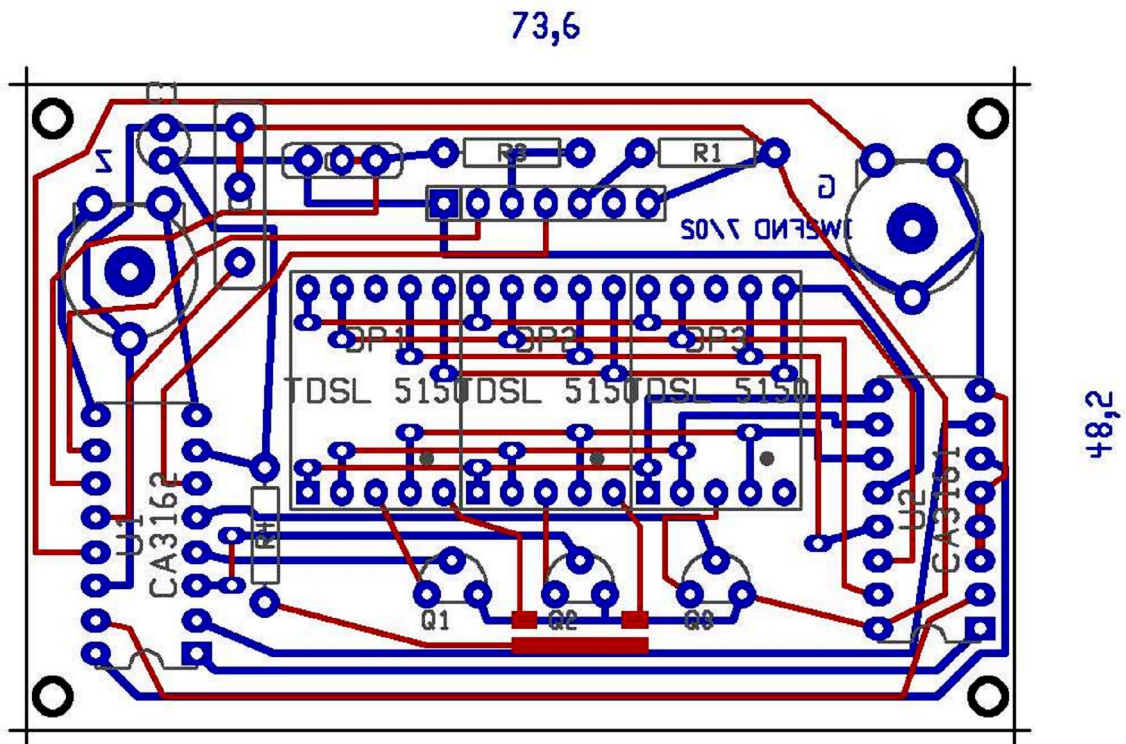 73,6
C1
Z
R3
R1
G
IW2FND 7/02
DP1
DP2
DP3
TDSL 5150
TDSL 5150
TDSL 5150
48,2
U1
CA3162
R4
U2
CA3161
Q1
Q2
Q3